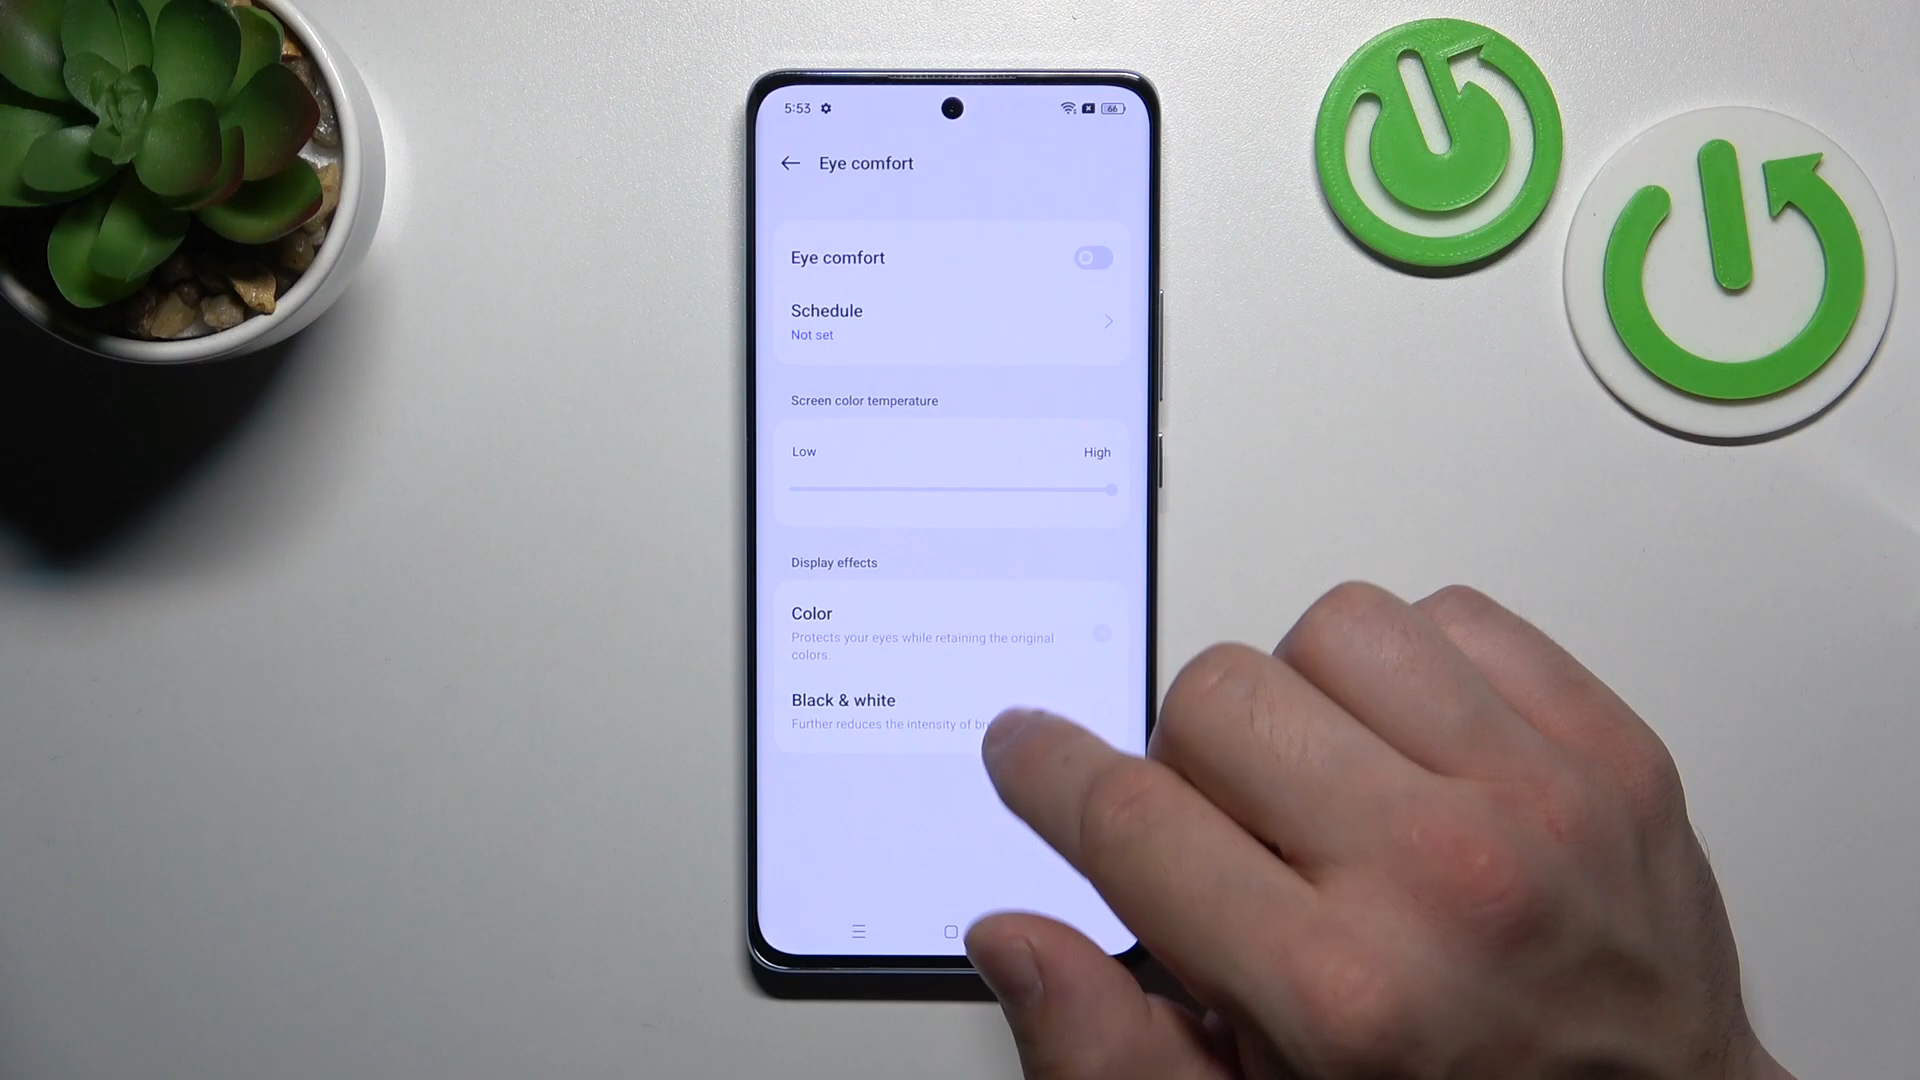 5:53
66
Eye comfort
Eye comfort
Schedule
Not set
Screen color temperature
Low High
Display effects
Color
Protects your eyes while retaining the original
colors.
Black & white
Further reduces the intensity of